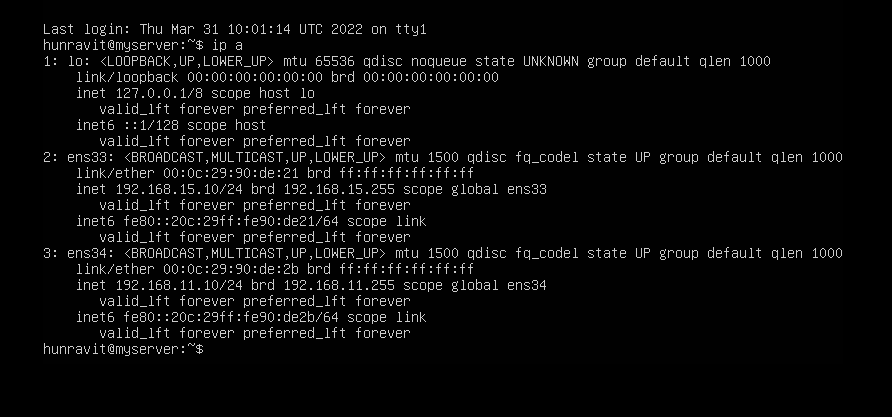 Last login: Thu Mar 31 10:01:14 UTC 2022 on tty1
hunravit@myserver:~$ ip a
1: lo: <LOOPBACK,UP,LOWER_UP> mtu 65536 qdisc noqueue state UNKNOWN group default qlen 1000
    link/loopback 00:00:00:00:00:00 brd 00:00:00:00:00:00
    inet 127.0.0.1/8 scope host lo
       valid_lft forever preferred_lft forever
    inet6 ::1/128 scope host
       valid_lft forever preferred_lft forever
2: ens33: <BROADCAST,MULTICAST,UP,LOWER_UP> mtu 1500 qdisc fq_codel state UP group default qlen 1000
    link/ether 00:0c:29:90:de:21 brd ff:ff:ff:ff:ff:ff
    inet 192.168.15.10/24 brd 192.168.15.255 scope global ens33
       valid_lft forever preferred_lft forever
    inet6 fe80::20c:29ff:fe90:de21/64 scope link
       valid_lft forever preferred_lft forever
3: ens34: <BROADCAST,MULTICAST,UP,LOWER_UP> mtu 1500 qdisc fq_codel state UP group default qlen 1000
    link/ether 00:0c:29:90:de:2b brd ff:ff:ff:ff:ff:ff
    inet 192.168.11.10/24 brd 192.168.11.255 scope global ens34
       valid_lft forever preferred_lft forever
    inet6 fe80::20c:29ff:fe90:de2b/64 scope link
       valid_lft forever preferred_lft forever
hunravit@myserver:~$